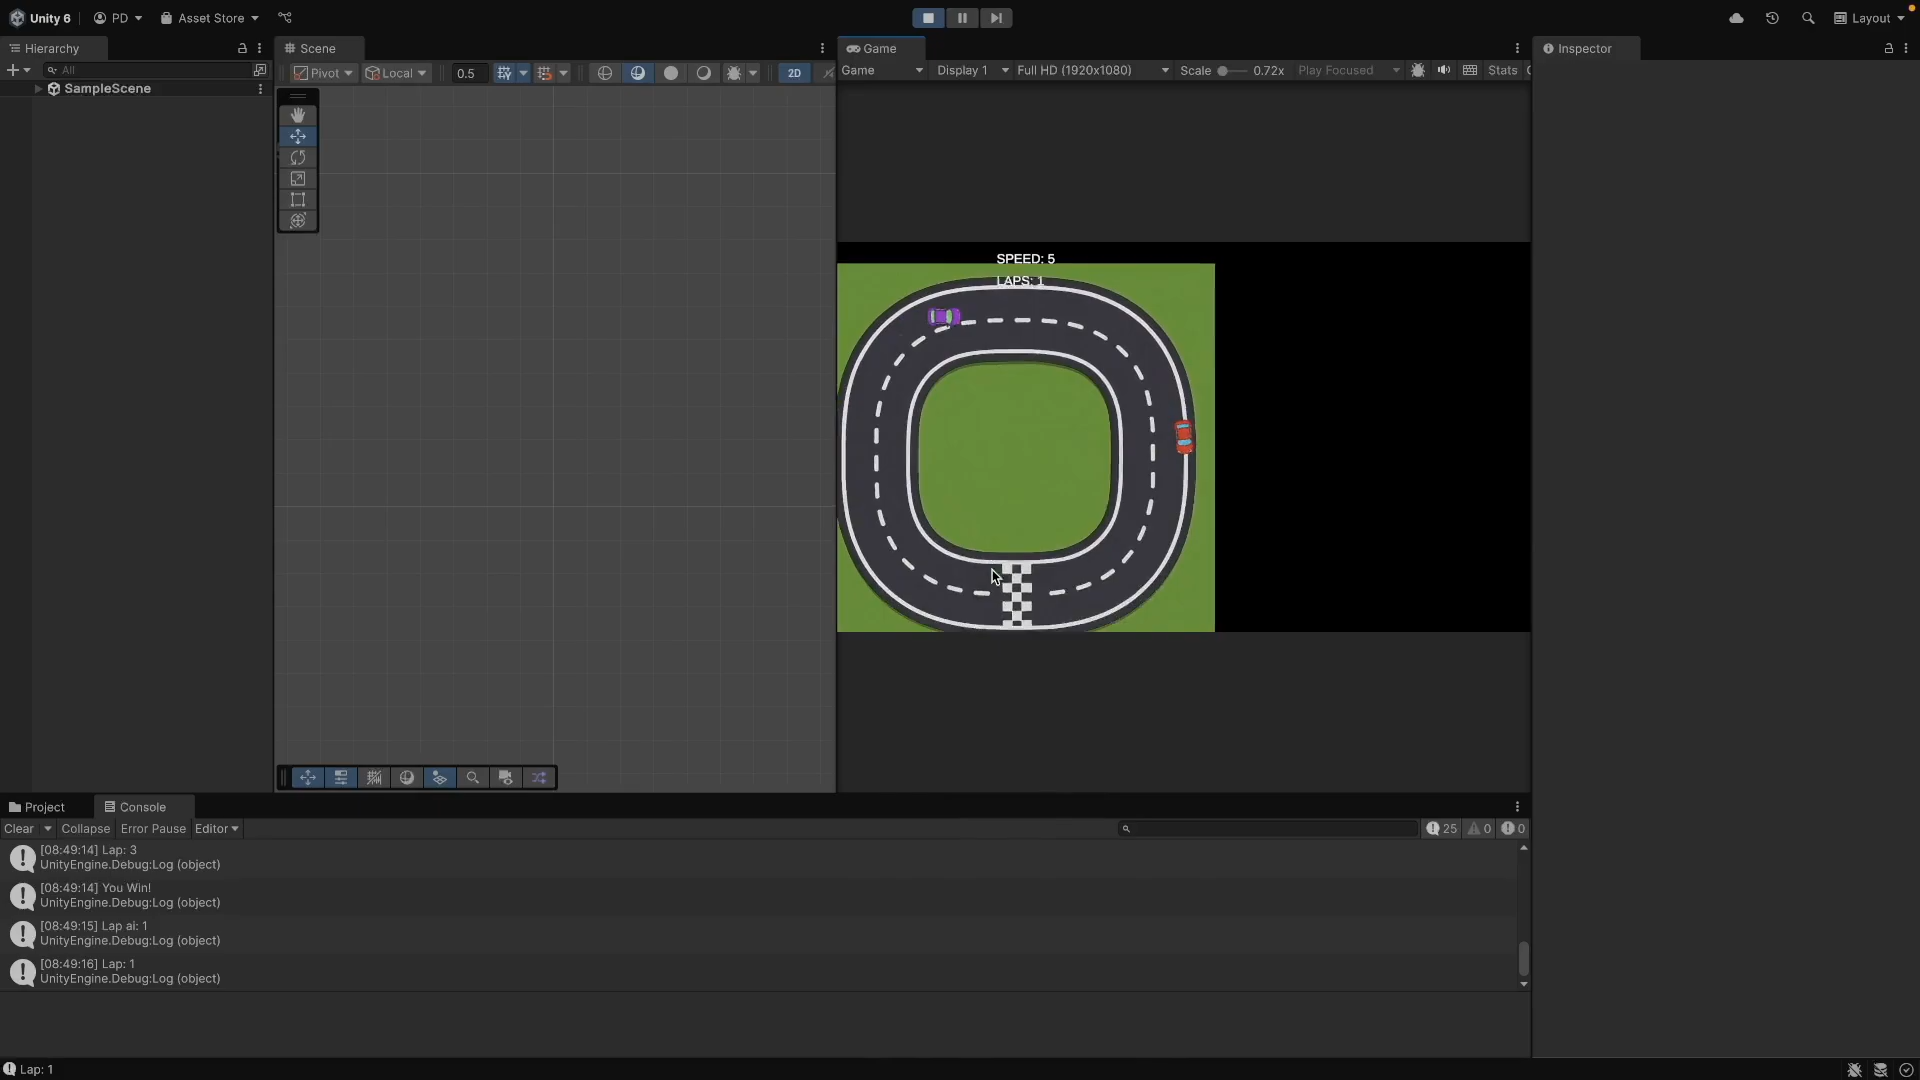 Unity 6
PD
Asset Store
Layout
Hierarchy
Scene
Game
Inspector
All
Pivot
Local
0.5
2D
Game
Display 1
Full HD (1920x1080)
Scale
0.72x
Play Focused
Stats
SampleScene
SPEED: 5
LAPS: 1
Project
Console
Clear
Collapse
Error Pause
Editor
25
0
0
[08:49:14] Lap: 3
UnityEngine.Debug:Log (object)
[08:49:14] You Win!
UnityEngine.Debug:Log (object)
[08:49:15] Lap ai: 1
UnityEngine.Debug:Log (object)
[08:49:16] Lap: 1
UnityEngine.Debug:Log (object)
Lap: 1